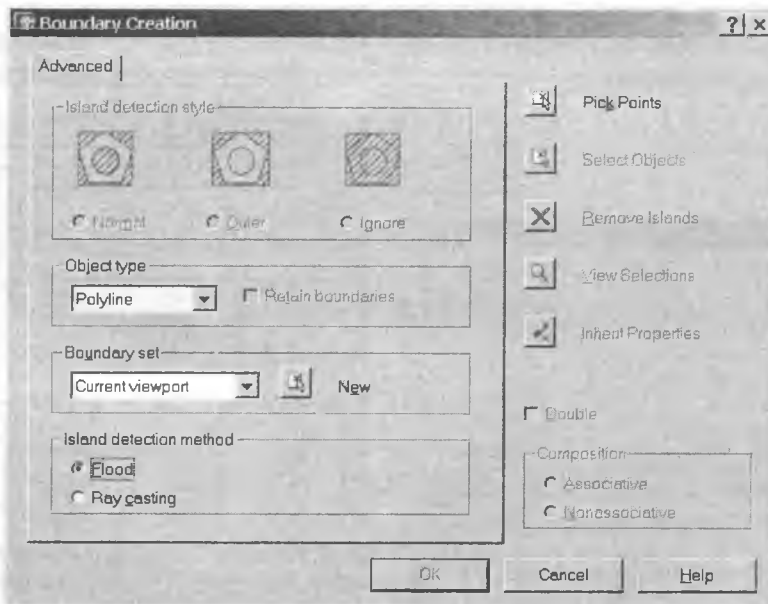 Boundary Creation
Advanced
Island detection style
Normal
Outer
Ignore
Object type
Polyline
Retain boundaries
Boundary set
Current viewport
New
Island detection method
Flood
Ray casting
Pick Points
Select Objects
Remove Islands
View Selections
Inherit Properties
Double
Composition
Associative
Nonassociative
OK
Cancel
Help